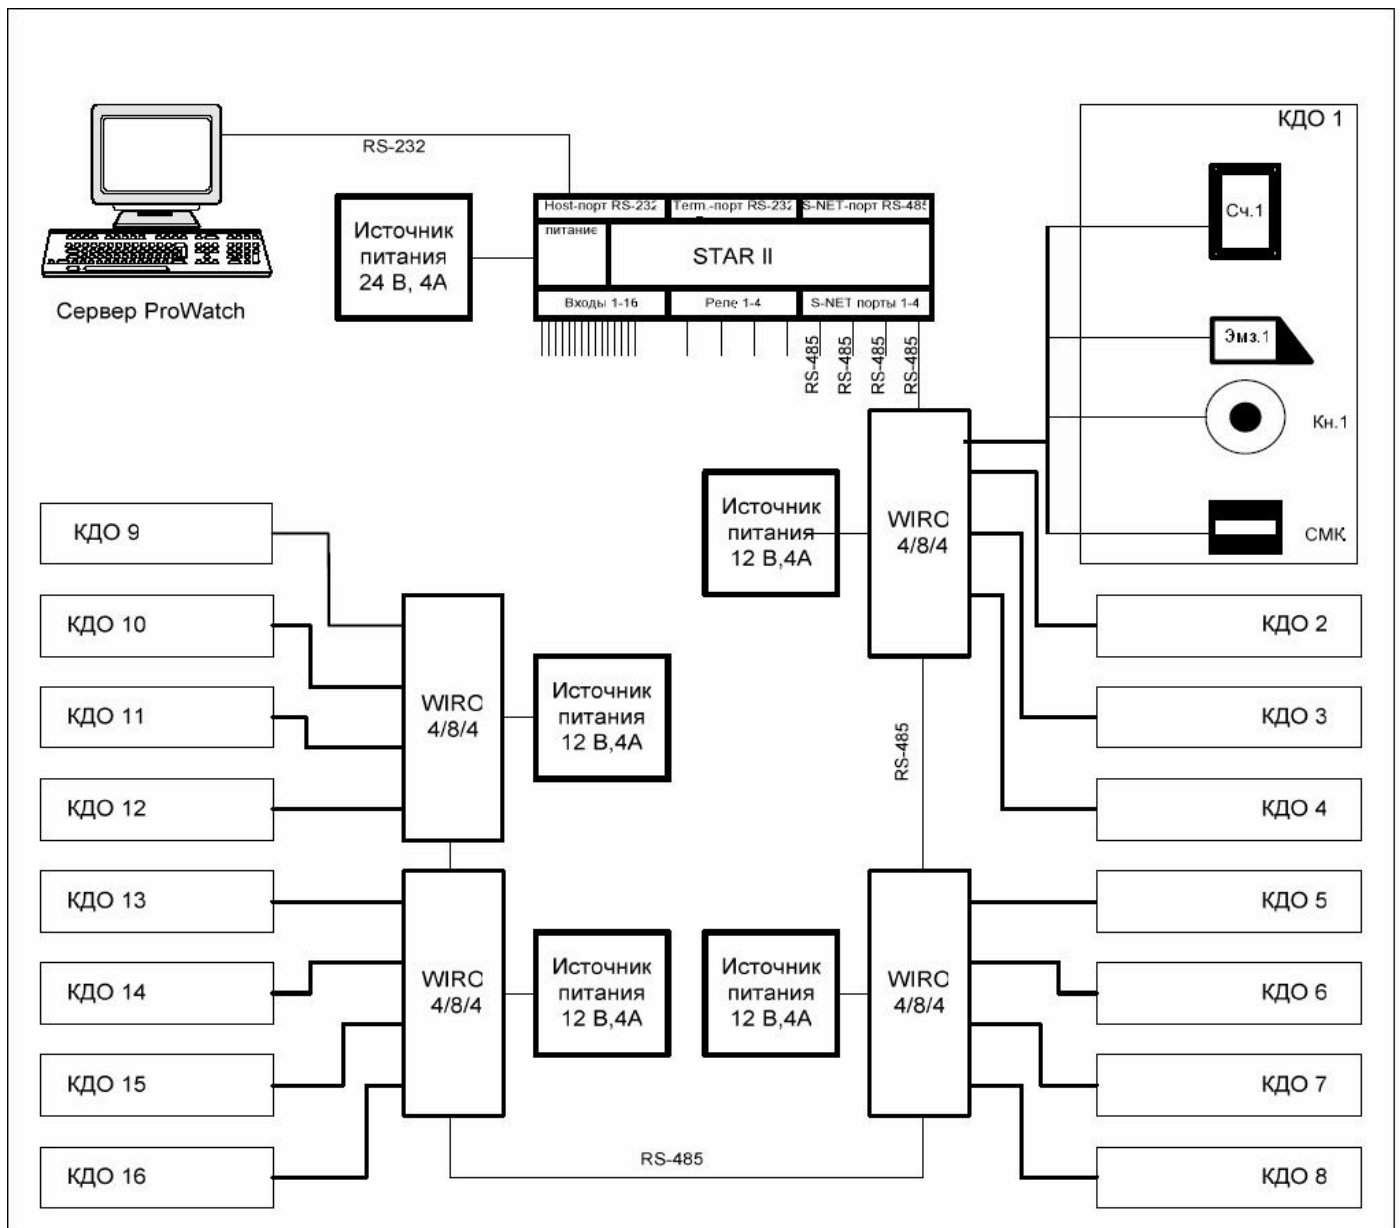 КДО 1
RS-232
Host-порт RS-232
Term.-порт RS-232
S-NET-порт RS-485
Источник
питания
24 В, 4А
питание
STAR II
Сч.1
Сервер ProWatch
Входы 1-16
Реле 1-4
S-NET порты 1-4
RS-485
RS-485
RS-485
RS-485
Эмз.1
Кн.1
СМК.
Источник
питания
12 В,4А
WIRO
4/8/4
КДО 9
КДО 10
КДО 11
КДО 12
WIRO
4/8/4
Источник
питания
12 В,4А
КДО 2
КДО 3
КДО 4
RS-485
КДО 13
КДО 14
КДО 15
КДО 16
WIRO
4/8/4
Источник
питания
12 В,4А
Источник
питания
12 В,4А
WIRO
4/8/4
КДО 5
КДО 6
КДО 7
КДО 8
RS-485